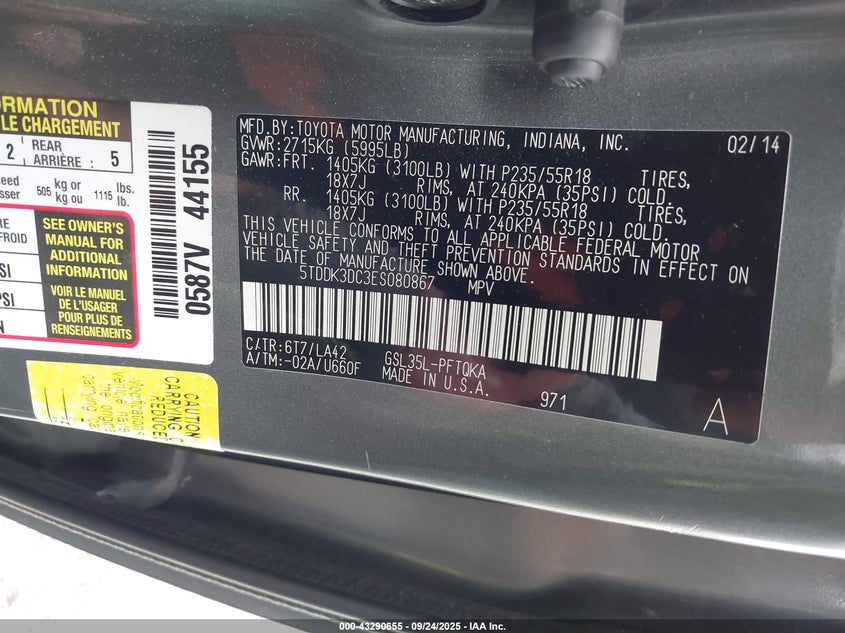 ORMATION
LE CHARGEMENT
2 REAR ARRIÈRE : 5
505 kg or kg ou 1115 lbs. lb.
SEE OWNER'S
MANUAL FOR
ADDITIONAL
INFORMATION
VOIR LE MANUEL
DE L'USAGER
POUR PLUS DE
RENSEIGNEMENTS
0587V 44155
CAUTION
CARRYING C
REDUCED
MFD.BY:TOYOTA MOTOR MANUFACTURING, INDIANA, INC. 02/14
GVWR:2715KG (5995LB)
GAWR:FRT. 1405KG (3100LB) WITH P235/55R18 TIRES,
18X7J RIMS, AT 240KPA (35PSI) COLD.
RR. 1405KG (3100LB) WITH P235/55R18 TIRES,
18X7J RIMS, AT 240KPA (35PSI) COLD.
THIS VEHICLE CONFORMS TO ALL APPLICABLE FEDERAL MOTOR
VEHICLE SAFETY AND THEFT PREVENTION STANDARDS IN EFFECT ON
THE DATE OF MANUFACTURE SHOWN ABOVE.
5TDDK3DC3ES080867 MPV
C/TR:6T7/LA42 GSL35L-PFTQKA
A/TM:-02A/U660F MADE IN U.S.A.
971
A
000-43290655 - 09/24/2025 - IAA Inc.